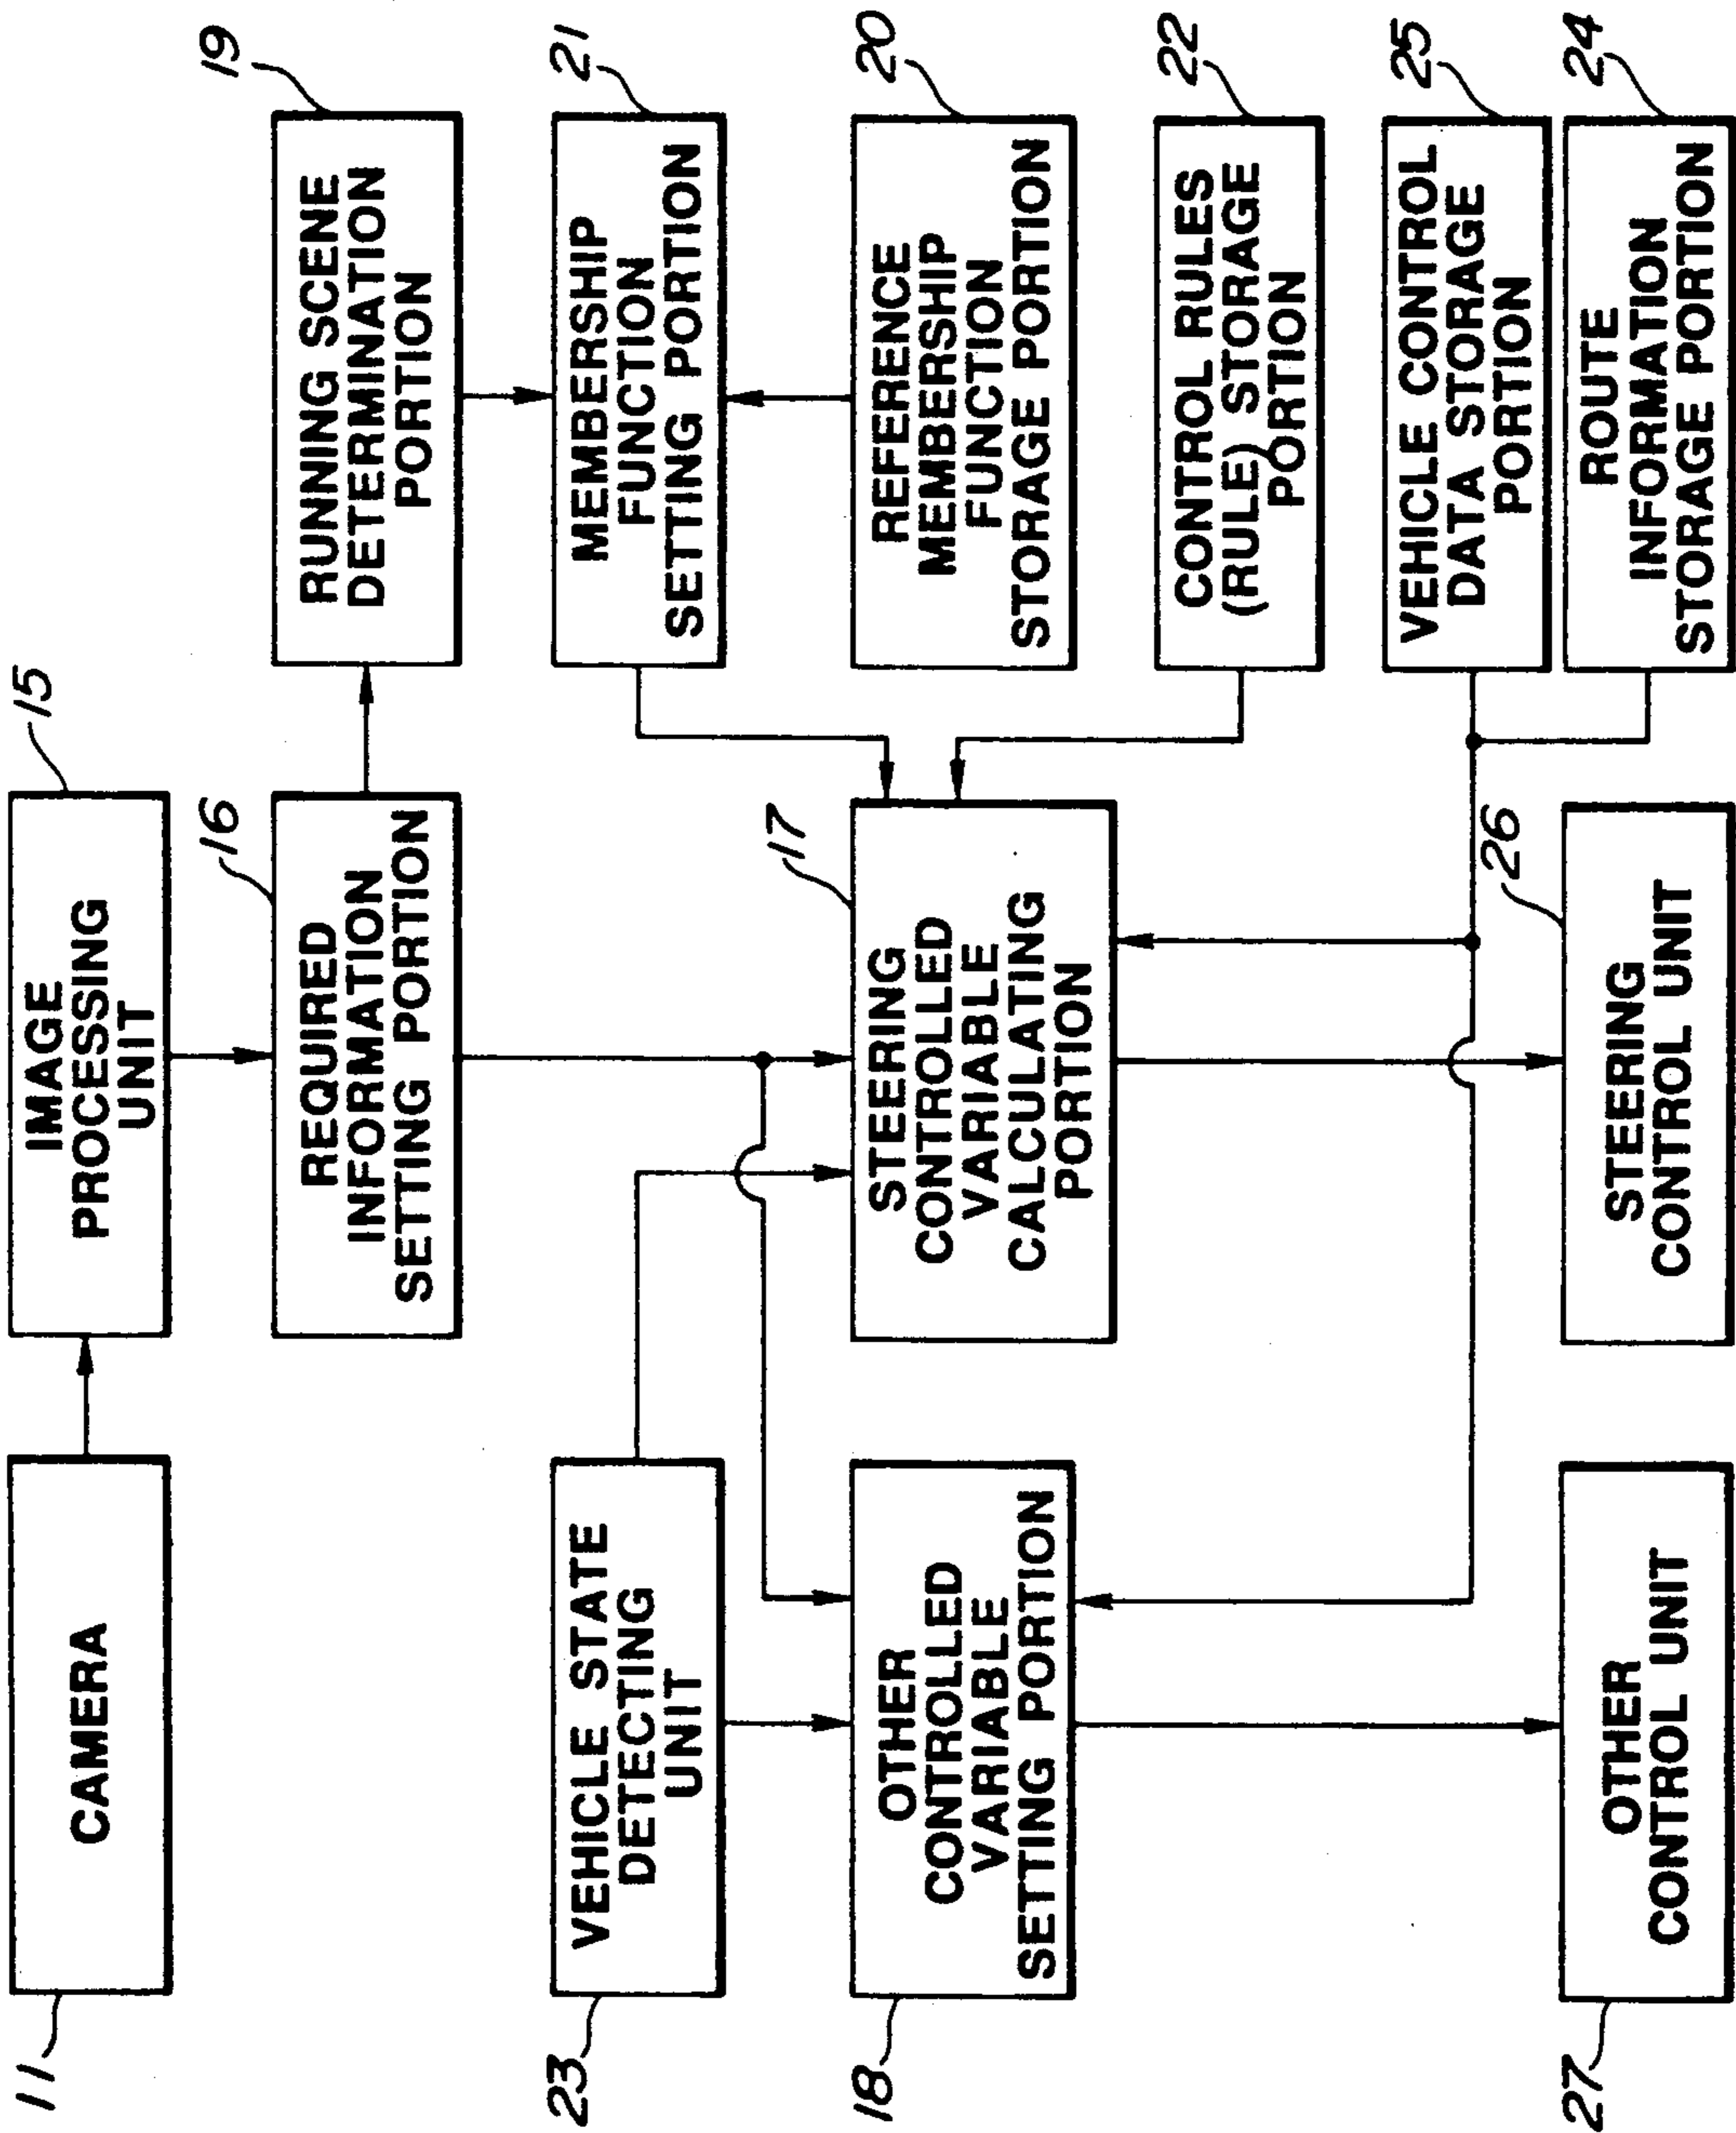 11
CAMERA
15
IMAGE
PROCESSING
UNIT
16
REQUIRED
INFORMATION
SETTING PORTION
19
RUNNING SCENE
DETERMINATION
PORTION
23
VEHICLE STATE
DETECTING
UNIT
21
MEMBERSHIP
FUNCTION
SETTING PORTION
18
OTHER
CONTROLLED
VARIABLE
SETTING PORTION
17
STEERING
CONTROLLED
VARIABLE
CALCULATING
PORTION
20
REFERENCE
MEMBERSHIP
FUNCTION
STORAGE PORTION
22
CONTROL RULES
(RULE) STORAGE
PORTION
25
VEHICLE CONTROL
DATA STORAGE
PORTION
27
OTHER
CONTROL UNIT
26
STEERING
CONTROL UNIT
24
ROUTE
INFORMATION
STORAGE PORTION